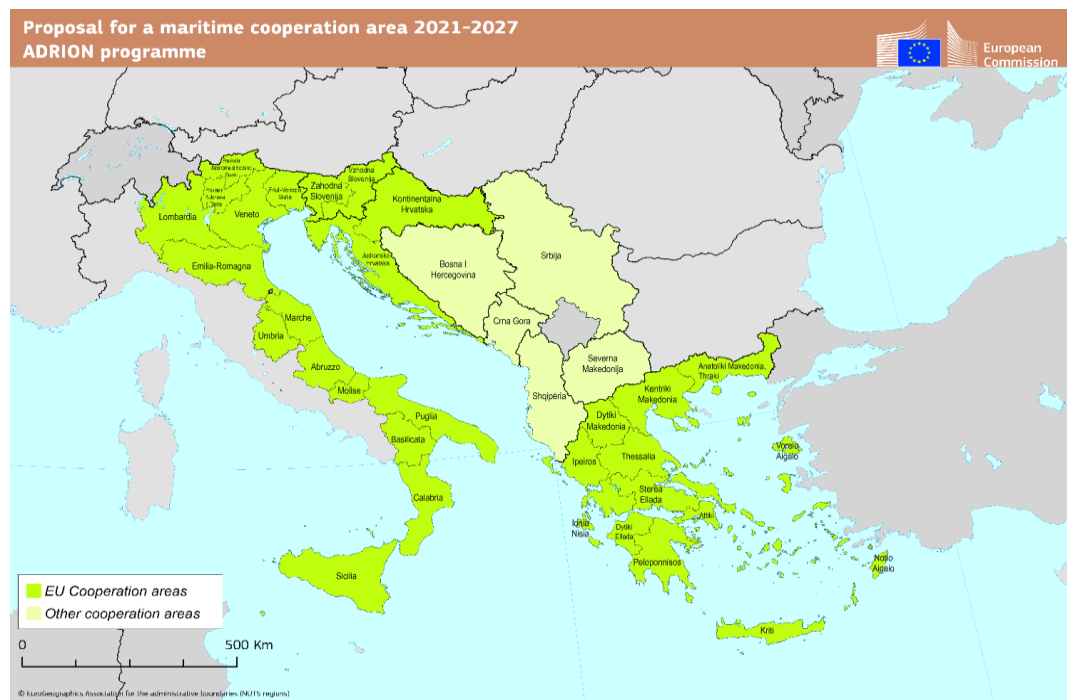 Proposal for a maritime cooperation area 2021-2027
ADRION programme
European
Commission
Vzhodna
Slovenija
Zahodna
Slovenija
Friuli-Venezia
Giulia
Kontinentalna
Hrvatska
Lombardia
Veneto
Emilia-Romagna
Jadranska
Hrvatska
Bosna I
Hercegovina
Srbija
Marche
Umbria
Crna Gora
Abruzzo
Molise
Severna
Makedonija
Shqipëria
Anatoliki Makedonia,
Thraki
Kentriki
Makedonia
Puglia
Basilicata
Dytiki
Makedonia
Ipeiros
Thessalia
Voreio
Aigaio
Calabria
Sterea
Ellada
Ionia
Nisia
Dytiki
Ellada
Attiki
Peloponnisos
Notio
Aigaio
Sicilia
Kriti
EU Cooperation areas
Other cooperation areas
0 500 Km
© EuroGeographics Association for the administrative boundaries (NUTS regions)